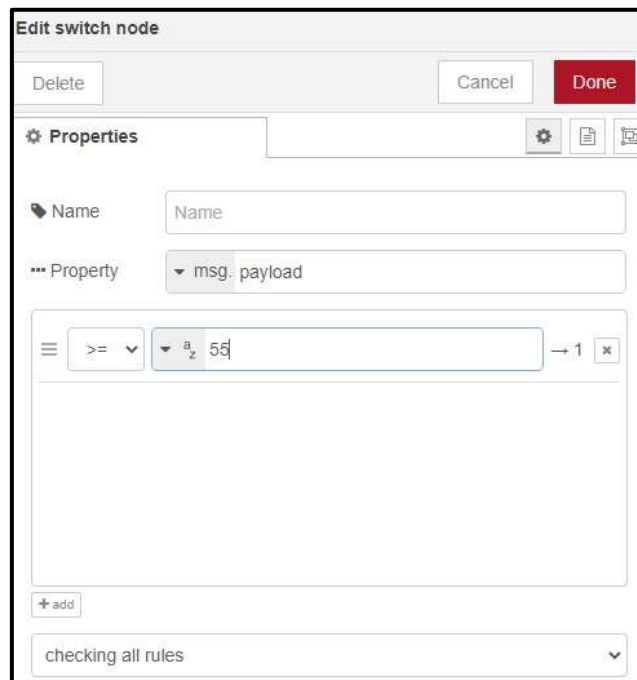 Edit switch node
Delete Cancel Done
Properties
Name Name
Property msg. payload
>= a z 55 → 1 x
+ add
checking all rules